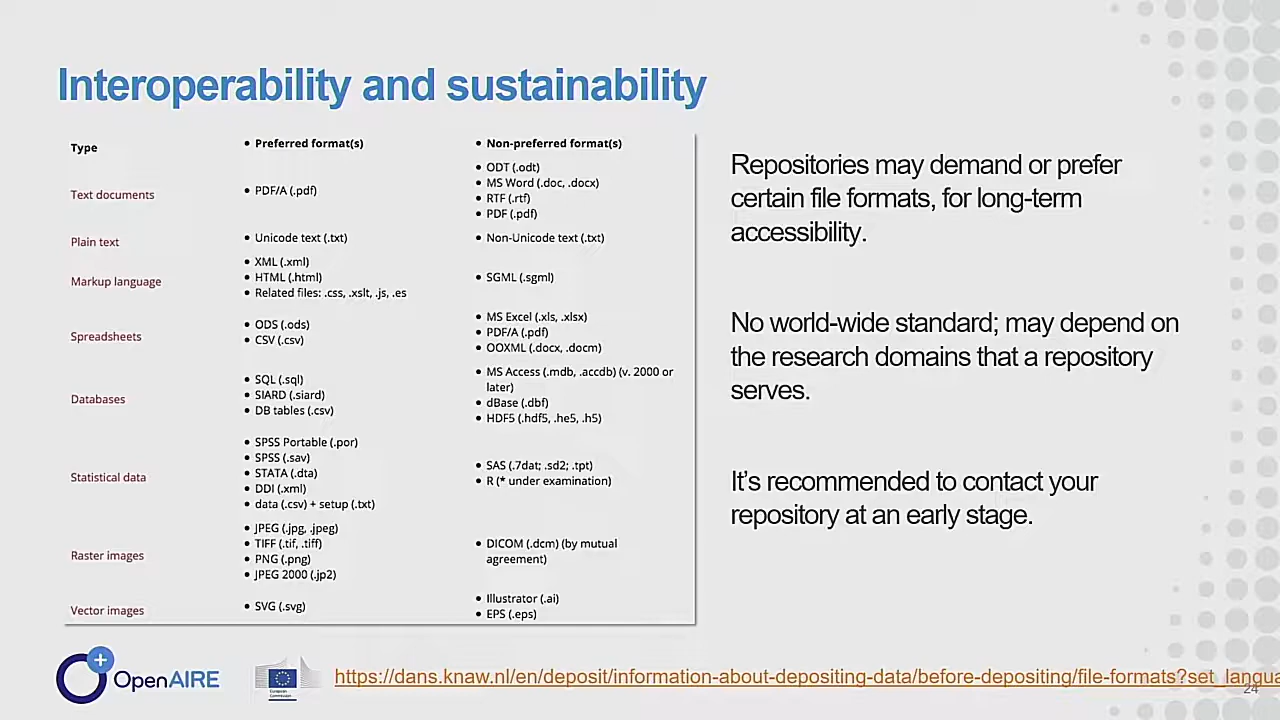 Interoperability and sustainability
Type
• Preferred format(s)
• Non-preferred format(s)
Text documents
• PDF/A (.pdf)
• ODT (.odt)
• MS Word (.doc, .docx)
• RTF (.rtf)
• PDF (.pdf)
Plain text
• Unicode text (.txt)
• Non-Unicode text (.txt)
Markup language
• XML (.xml)
• HTML (.html)
• Related files: .css, .xslt, .js, .es
• SGML (.sgml)
Spreadsheets
• ODS (.ods)
• CSV (.csv)
• MS Excel (.xls, .xlsx)
• PDF/A (.pdf)
• OOXML (.docx, .docm)
Databases
• SQL (.sql)
• SIARD (.siard)
• DB tables (.csv)
• MS Access (.mdb, .accdb) (v. 2000 or
later)
• dBase (.dbf)
• HDF5 (.hdf5, .he5, .h5)
Statistical data
• SPSS Portable (.por)
• SPSS (.sav)
• STATA (.dta)
• DDI (.xml)
• data (.csv) + setup (.txt)
• SAS (.7dat; .sd2; .tpt)
• R (* under examination)
Raster images
• JPEG (.jpg, .jpeg)
• TIFF (.tif, .tiff)
• PNG (.png)
• JPEG 2000 (.jp2)
• DICOM (.dcm) (by mutual
agreement)
Vector images
• SVG (.svg)
• Illustrator (.ai)
• EPS (.eps)
Repositories may demand or prefer
certain file formats, for long-term
accessibility.
No world-wide standard; may depend on
the research domains that a repository
serves.
It's recommended to contact your
repository at an early stage.
OpenAIRE
European
Commission
https://dans.knaw.nl/en/deposit/information-about-depositing-data/before-depositing/file-formats?set_langua
24